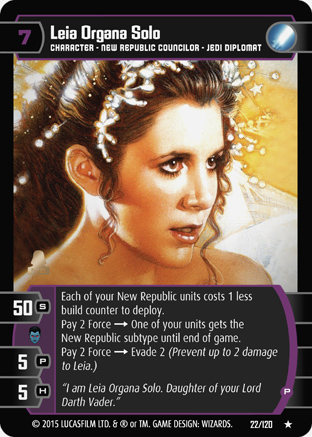 7
Leia Organa Solo
CHARACTER - NEW REPUBLIC COUNCILOR - JEDI DIPLOMAT
50 S
5 P
5 H
Each of your New Republic units costs 1 less
build counter to deploy.
Pay 2 Force → One of your units gets the
New Republic subtype until end of game.
Pay 2 Force → Evade 2 (Prevent up to 2 damage
to Leia.)
“I am Leia Organa Solo. Daughter of your Lord
Darth Vader.”
P
© 2015 LUCASFILM LTD. & ® or TM. GAME DESIGN: WIZARDS.
22/120 ★